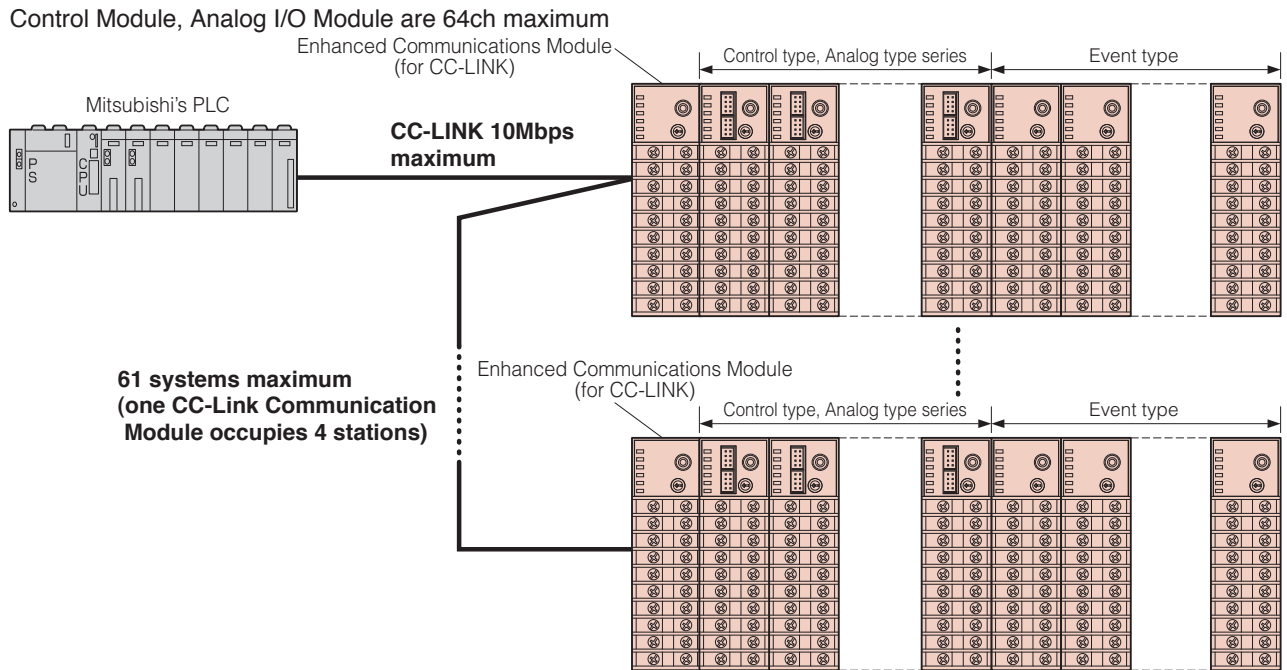 Control Module, Analog I/O Module are 64ch maximum
Enhanced Communications Module
(for CC-LINK)
Control type, Analog type series
Event type
Mitsubishi's PLC
P
S
C
P
U
CC-LINK 10Mbps
maximum
61 systems maximum
(one CC-Link Communication
Module occupies 4 stations)
Enhanced Communications Module
(for CC-LINK)
Control type, Analog type series
Event type